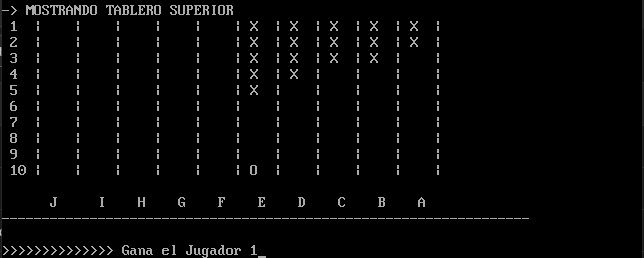 -> MOSTRANDO TABLERO SUPERIOR
1 ¦ ¦ ¦ ¦ ¦ ¦ X ¦ X ¦ X ¦ X ¦ X ¦
2 ¦ ¦ ¦ ¦ ¦ ¦ X ¦ X ¦ X ¦ X ¦ X ¦
3 ¦ ¦ ¦ ¦ ¦ ¦ X ¦ X ¦ X ¦ X ¦ ¦
4 ¦ ¦ ¦ ¦ ¦ ¦ X ¦ X ¦ ¦ ¦ ¦
5 ¦ ¦ ¦ ¦ ¦ ¦ X ¦ ¦ ¦ ¦ ¦
6 ¦ ¦ ¦ ¦ ¦ ¦ ¦ ¦ ¦ ¦ ¦
7 ¦ ¦ ¦ ¦ ¦ ¦ ¦ ¦ ¦ ¦ ¦
8 ¦ ¦ ¦ ¦ ¦ ¦ ¦ ¦ ¦ ¦ ¦
9 ¦ ¦ ¦ ¦ ¦ ¦ ¦ ¦ ¦ ¦ ¦
10 ¦ ¦ ¦ ¦ ¦ ¦ O ¦ ¦ ¦ ¦ ¦
J I H G F E D C B A
>>>>>>>>>>>>>> Gana el Jugador 1_